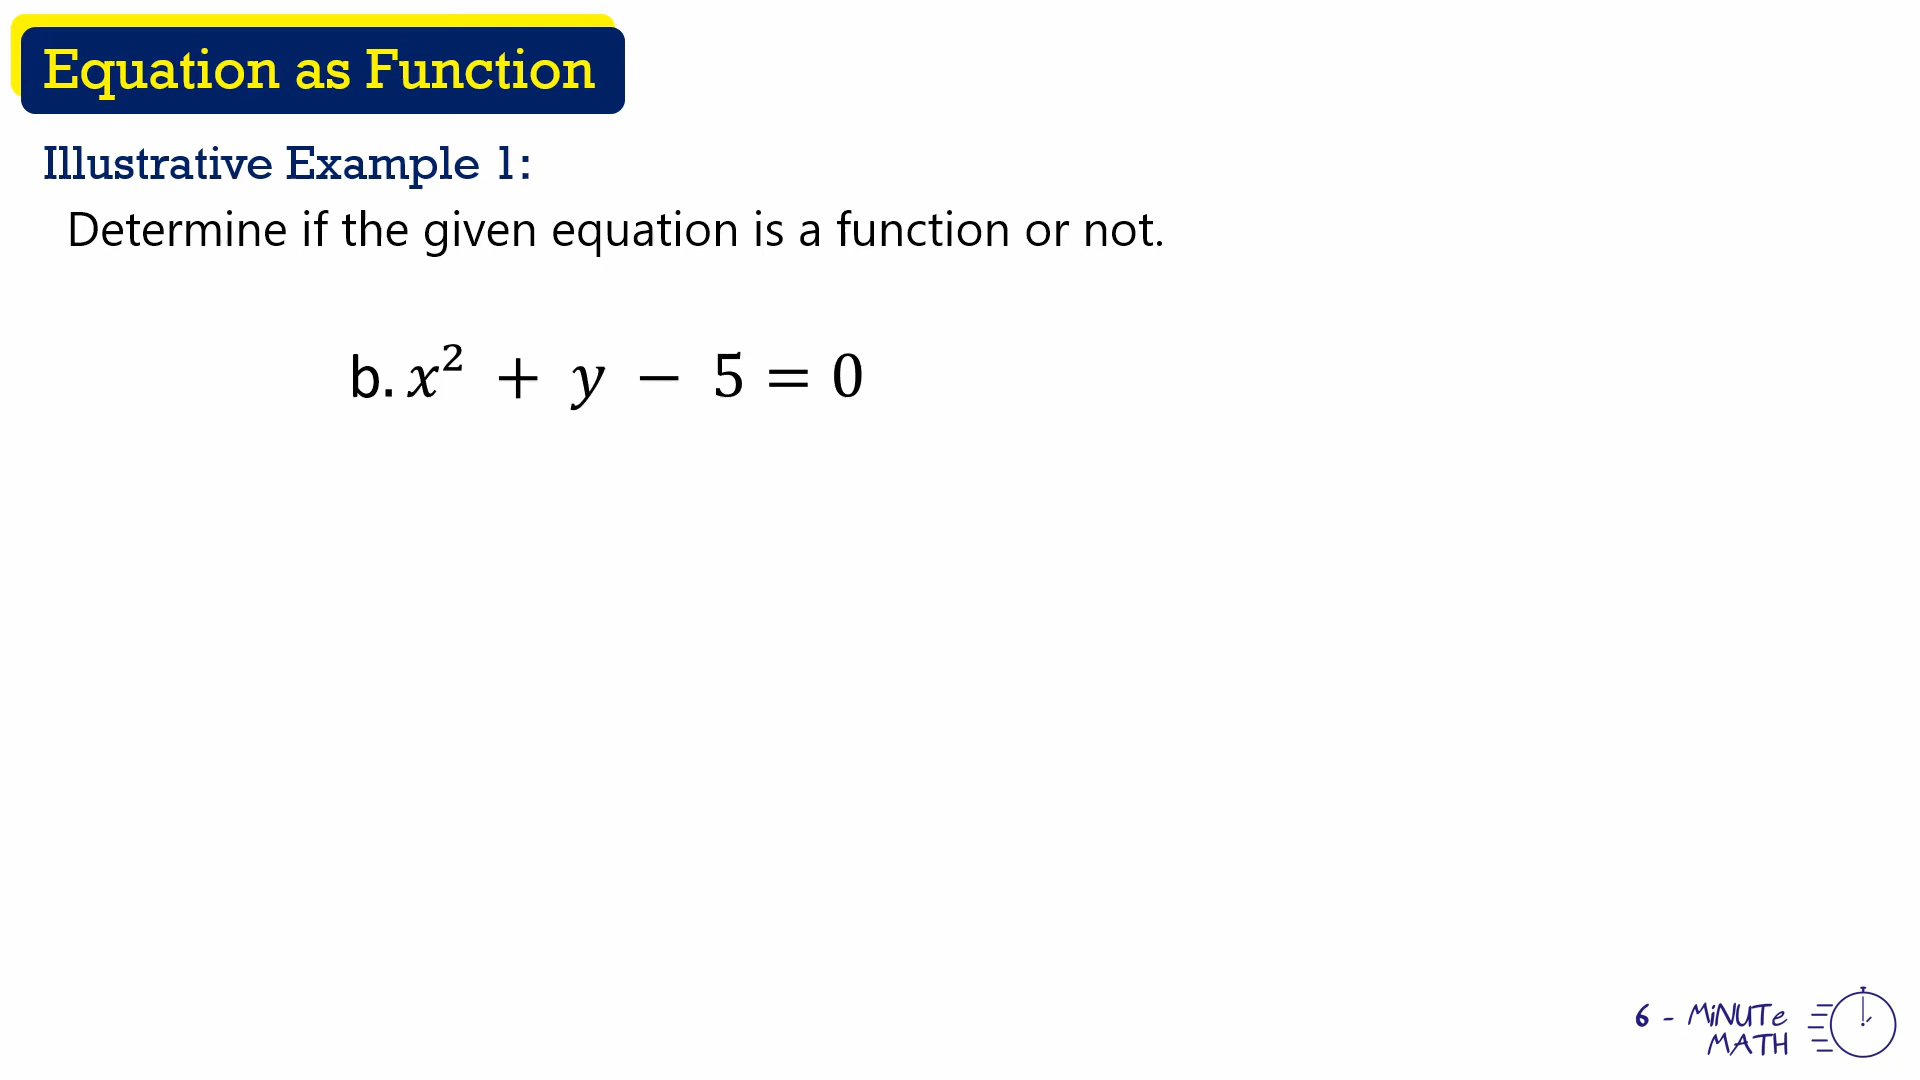 Equation as Function
Illustrative Example 1:
Determine if the given equation is a function or not.
b. x² + y − 5 = 0
6 - MiNUTe
MATH